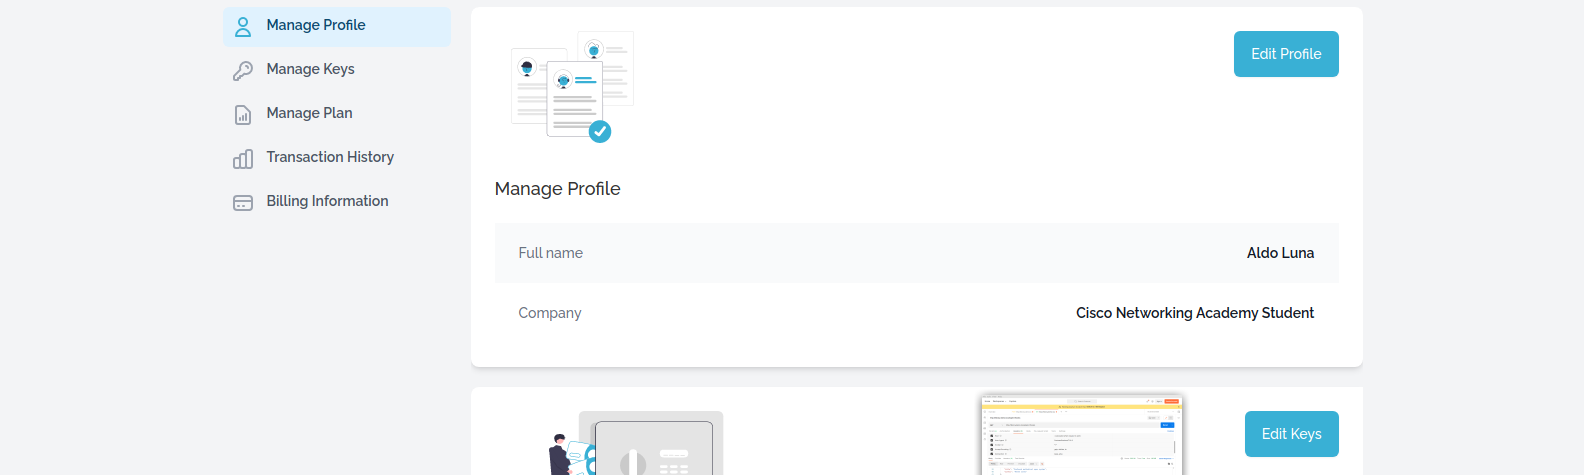 Manage Profile
Manage Keys
Manage Plan
Transaction History
Billing Information
Edit Profile
Manage Profile
Full name
Aldo Luna
Company
Cisco Networking Academy Student
Edit Keys